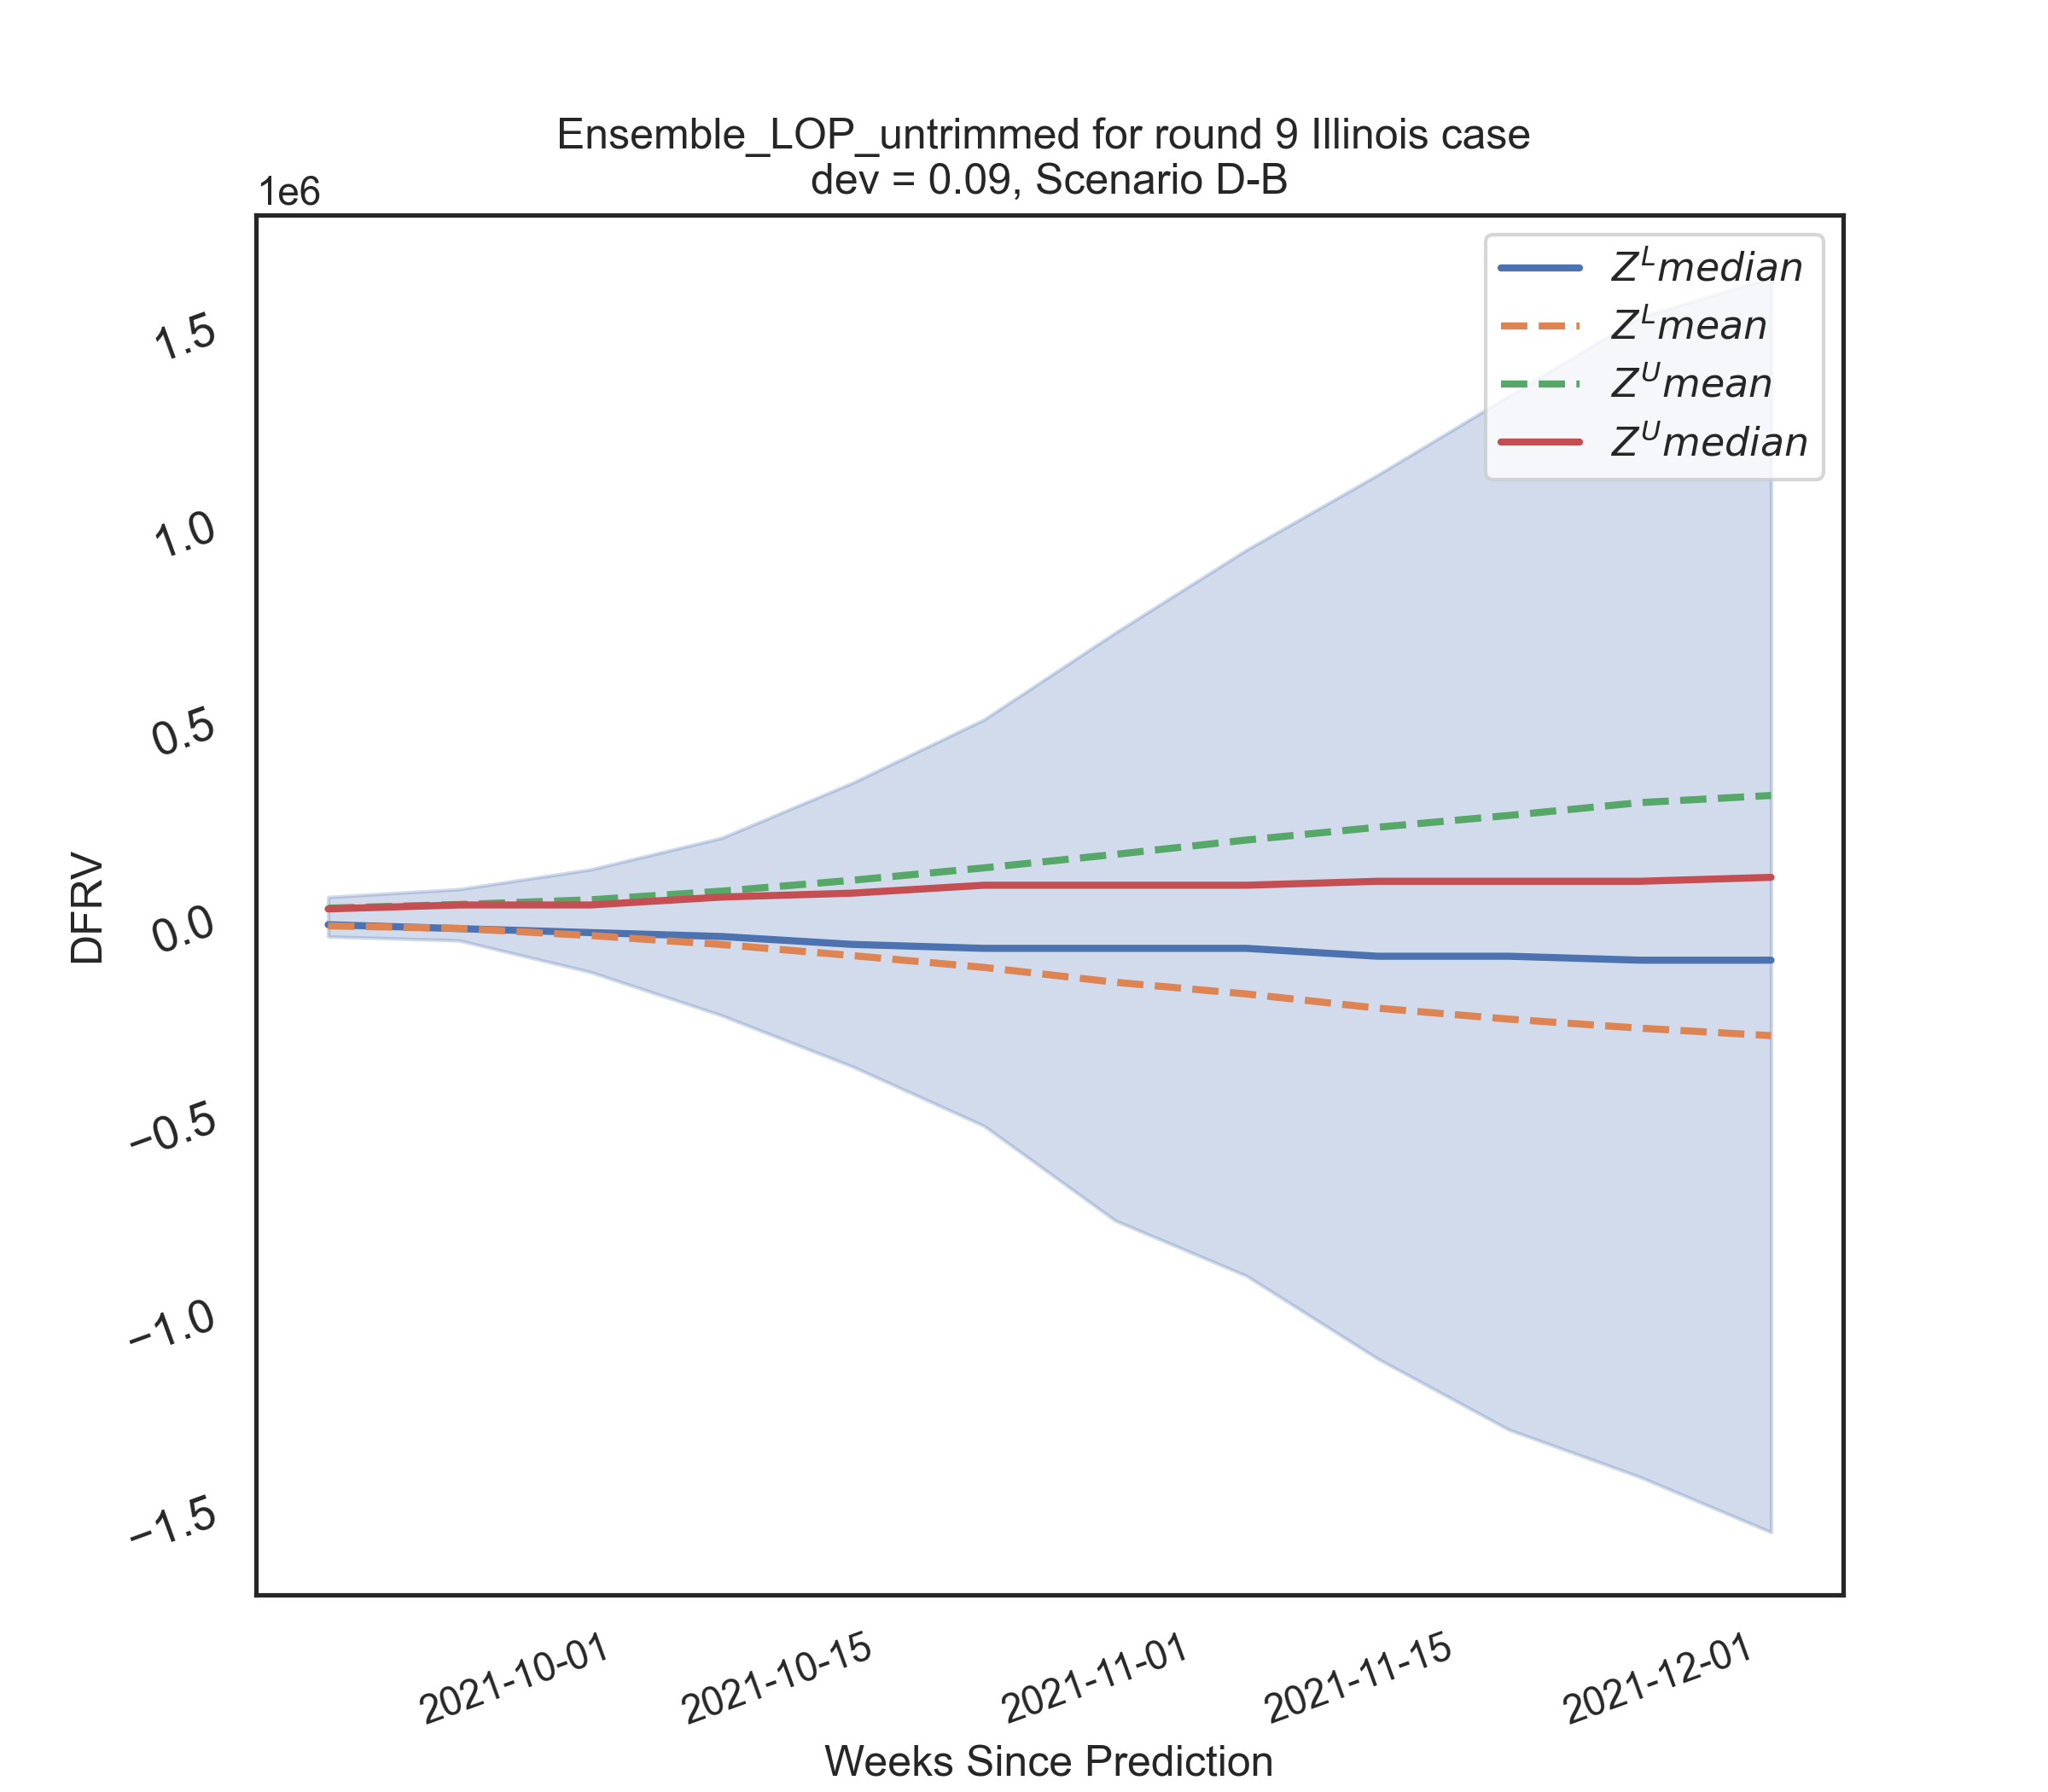 Ensemble_LOP_untrimmed for round 9 Illinois case
dev = 0.09, Scenario D-B
1e6
Z^L median
Z^L mean
Z^U mean
Z^U median
1.5
1.0
0.5
0.0
−0.5
−1.0
−1.5
DFRV
2021-10-01
2021-10-15
2021-11-01
2021-11-15
2021-12-01
Weeks Since Prediction